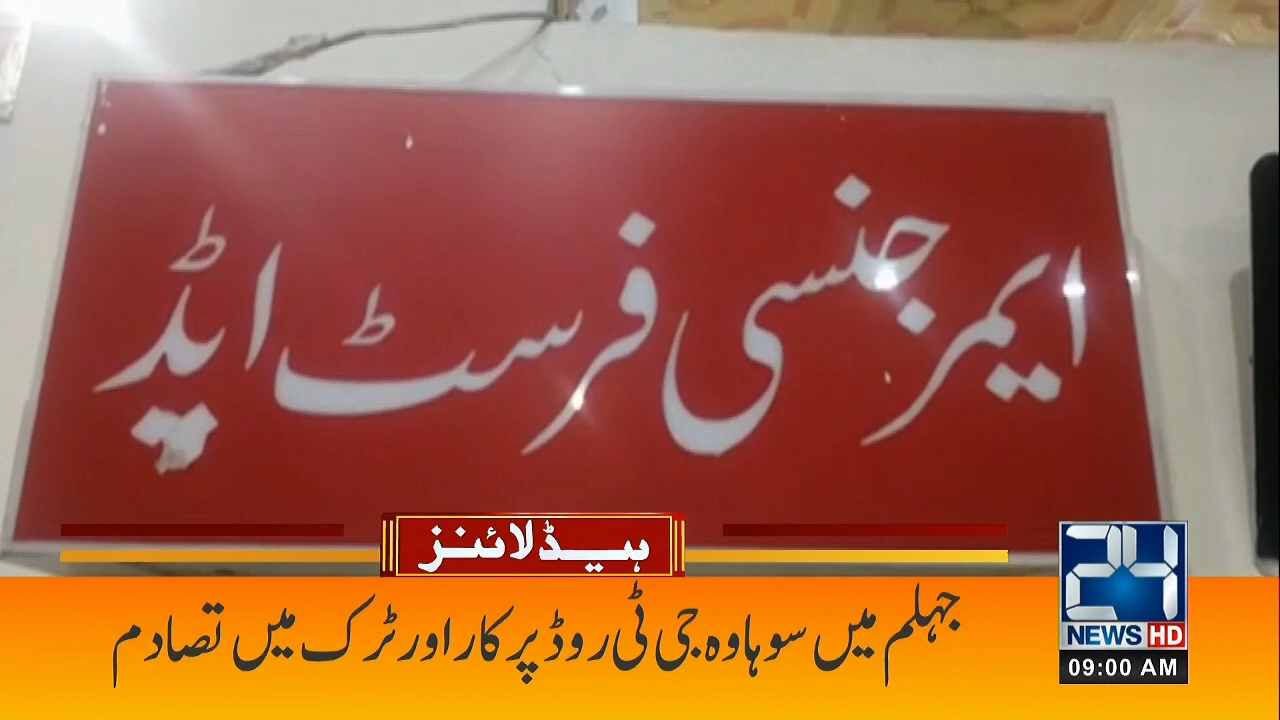 ایمرجنسی فرسٹ ایڈ
ہیڈلائنز
جہلم میں سوہاوہ جی ٹی روڈ پر کار اور ٹرک میں تصادم
24
NEWS HD
09:00 AM